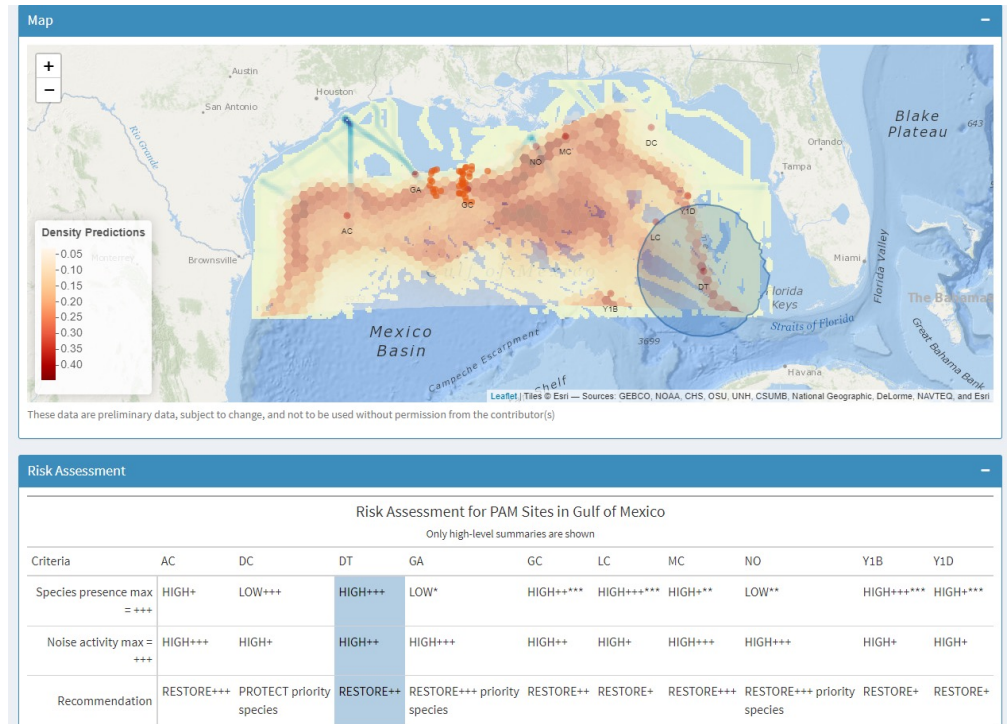 Map
−
+
−
Austin
Houston
San Antonio
Rio Grande
Brownsville
Blake
Plateau
643
Orlando
Tampa
Miami
Florida Valley
The Bahamas
Great Bahama Bank
lorida
Keys
Straits of Florida
Havana
3699
Mexico
Basin
Campeche Escarpment
Shelf
DC
MC
NO
GA
GC
AC
Y1D
LC
DT
Y1B
Density Predictions
0.05
0.10
0.15
0.20
0.25
0.30
0.35
0.40
Monterrey
Leaflet | Tiles © Esri — Sources: GEBCO, NOAA, CHS, OSU, UNH, CSUMB, National Geographic, DeLorme, NAVTEQ, and Esri
These data are preliminary data, subject to change, and not to be used without permission from the contributor(s)
Risk Assessment
−
Risk Assessment for PAM Sites in Gulf of Mexico
Only high-level summaries are shown
Criteria AC DC DT GA GC LC MC NO Y1B Y1D
Species presence max HIGH+ LOW+++ HIGH+++ LOW* HIGH++*** HIGH+++*** HIGH+** LOW** HIGH+++*** HIGH+***
= +++
Noise activity max = HIGH+++ HIGH+ HIGH++ HIGH+++ HIGH++ HIGH+ HIGH+++ HIGH+++ HIGH+ HIGH+
+++
Recommendation RESTORE+++ PROTECT priority RESTORE++ RESTORE+++ priority RESTORE++ RESTORE+ RESTORE+++ RESTORE+++ priority RESTORE+ RESTORE+
species species species